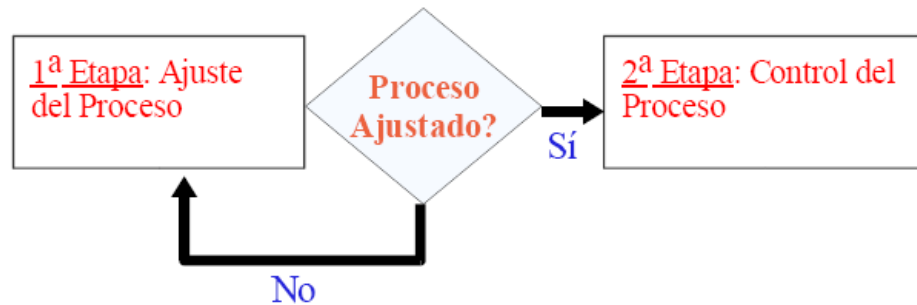 1ª Etapa: Ajuste
del Proceso
Proceso
Ajustado?
Sí
2ª Etapa: Control del
Proceso
No